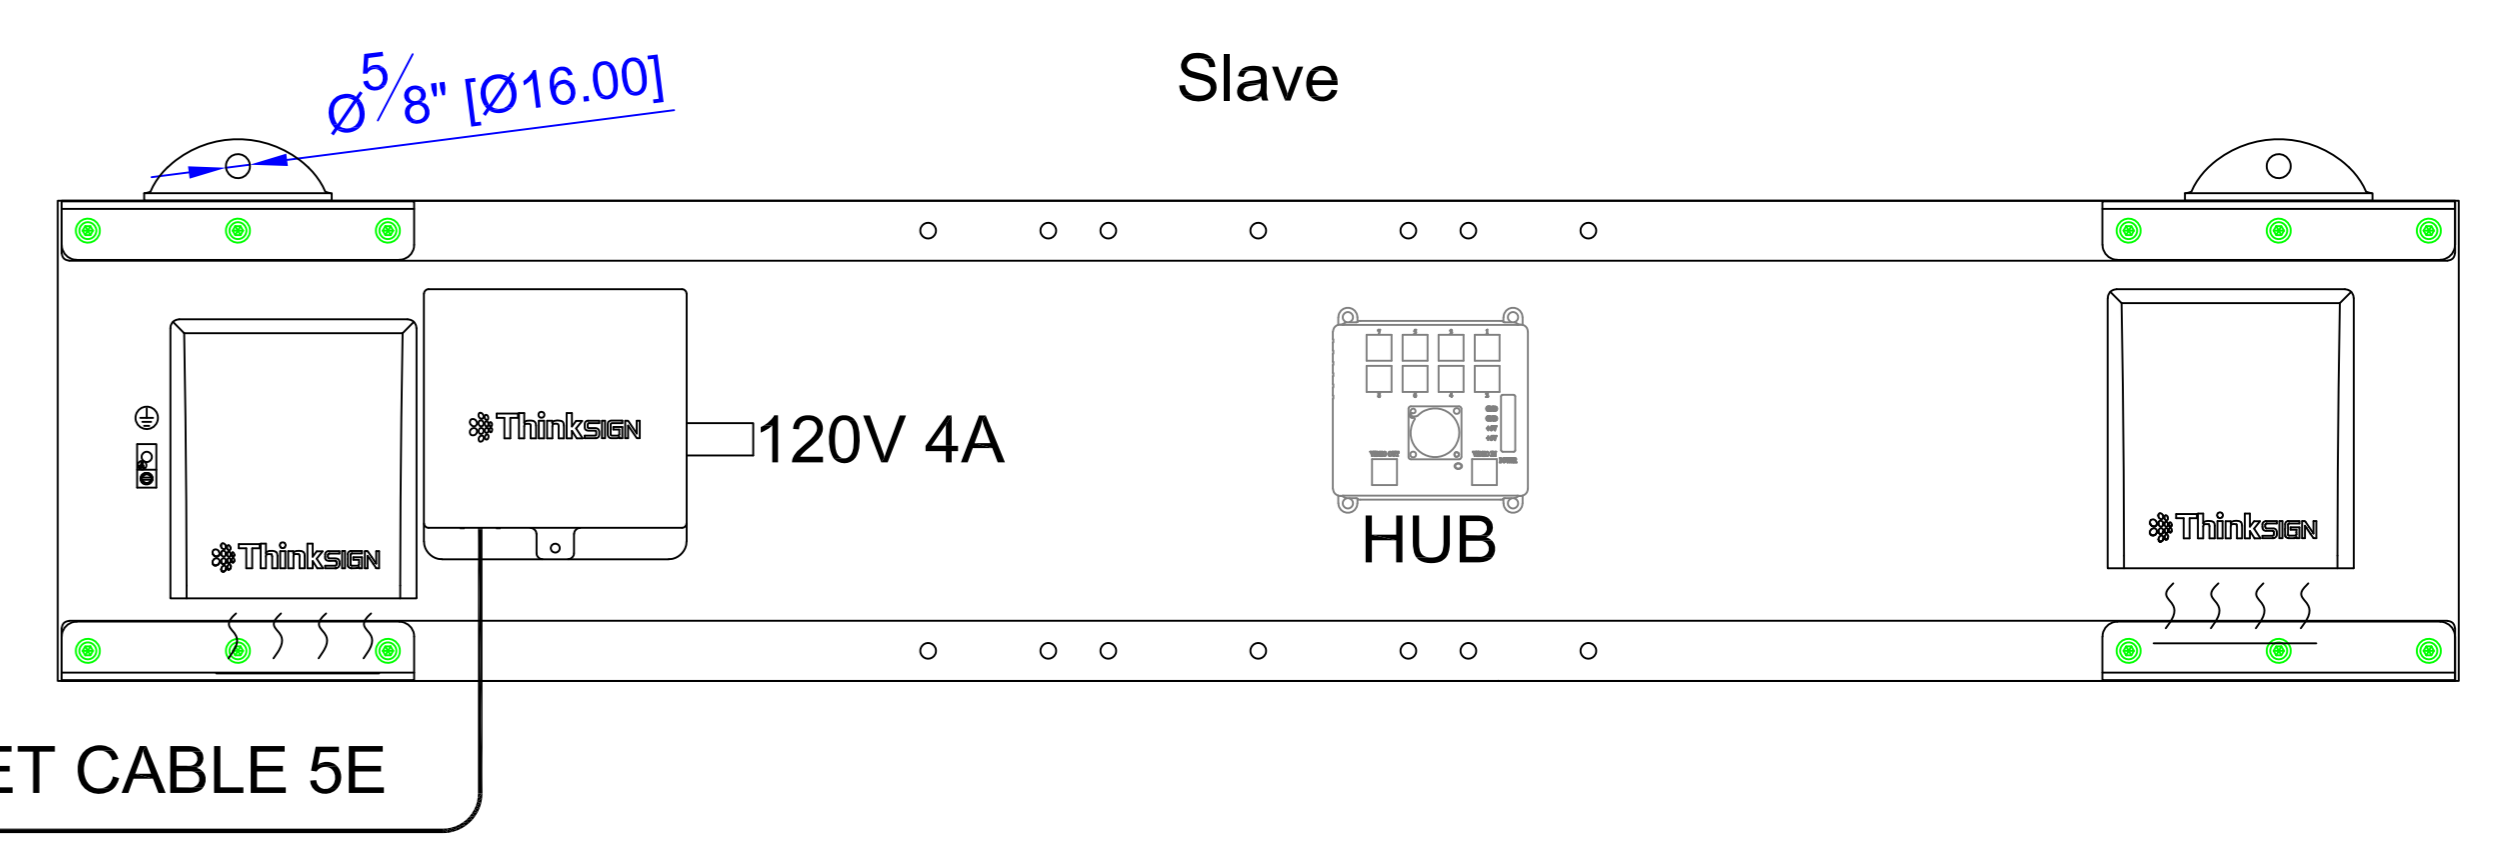 Slave
Ø5/8" [Ø16.00]
ThinkSIGN
120V 4A
ThinkSIGN
ThinkSIGN
HUB
ET CABLE 5E